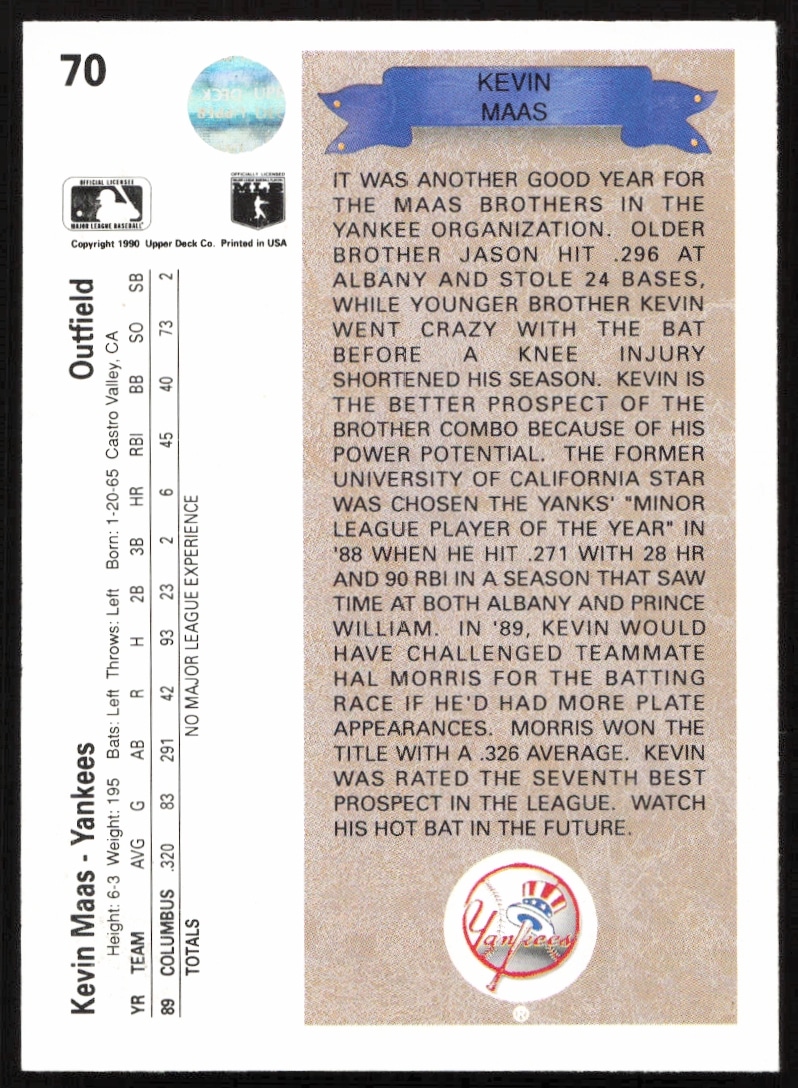 70
OFFICIAL LICENSEE
MAJOR LEAGUE BASEBALL
OFFICIALLY LICENSED
MAJOR LEAGUE BASEBALL PLAYERS
Copyright 1990 Upper Deck Co. Printed in USA
Kevin Maas - Yankees Outfield
Height: 6-3 Weight: 195 Bats: Left Throws: Left Born: 1-20-65 Castro Valley, CA
YR TEAM AVG G AB R H 2B 3B HR RBI BB SO SB
89 COLUMBUS .320 83 291 42 93 23 2 6 45 40 73 2
TOTALS NO MAJOR LEAGUE EXPERIENCE
KEVIN
MAAS
IT WAS ANOTHER GOOD YEAR FOR
THE MAAS BROTHERS IN THE
YANKEE ORGANIZATION. OLDER
BROTHER JASON HIT .296 AT
ALBANY AND STOLE 24 BASES,
WHILE YOUNGER BROTHER KEVIN
WENT CRAZY WITH THE BAT
BEFORE A KNEE INJURY
SHORTENED HIS SEASON. KEVIN IS
THE BETTER PROSPECT OF THE
BROTHER COMBO BECAUSE OF HIS
POWER POTENTIAL. THE FORMER
UNIVERSITY OF CALIFORNIA STAR
WAS CHOSEN THE YANKS' "MINOR
LEAGUE PLAYER OF THE YEAR" IN
'88 WHEN HE HIT .271 WITH 28 HR
AND 90 RBI IN A SEASON THAT SAW
TIME AT BOTH ALBANY AND PRINCE
WILLIAM. IN '89, KEVIN WOULD
HAVE CHALLENGED TEAMMATE
HAL MORRIS FOR THE BATTING
RACE IF HE'D HAD MORE PLATE
APPEARANCES. MORRIS WON THE
TITLE WITH A .326 AVERAGE. KEVIN
WAS RATED THE SEVENTH BEST
PROSPECT IN THE LEAGUE. WATCH
HIS HOT BAT IN THE FUTURE.
Yankees
®